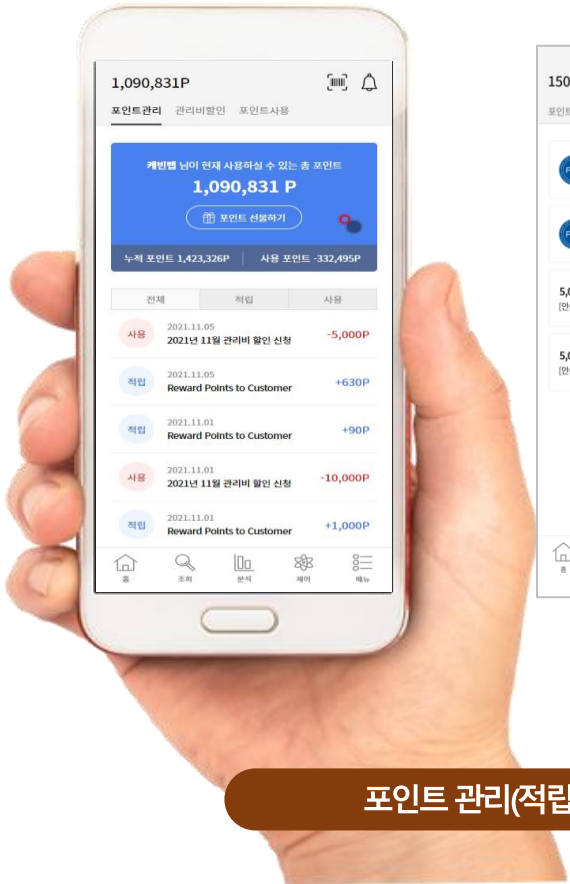 1,090,831P
포인트관리 관리비할인 포인트사용
케빈랩 님이 현재 사용하실 수 있는 총 포인트
1,090,831 P
포인트 선물하기
누적 포인트 1,423,326P 사용 포인트 -332,495P
전체 적립 사용
사용 2021.11.05
2021년 11월 관리비 할인 신청 -5,000P
적립 2021.11.05
Reward Points to Customer +630P
적립 2021.11.01
Reward Points to Customer +90P
사용 2021.11.01
2021년 11월 관리비 할인 신청 -10,000P
적립 2021.11.01
Reward Points to Customer +1,000P
홈 조회 분석 제어 메뉴
150
포인트
5,0
5,0
홈
포인트 관리(적립